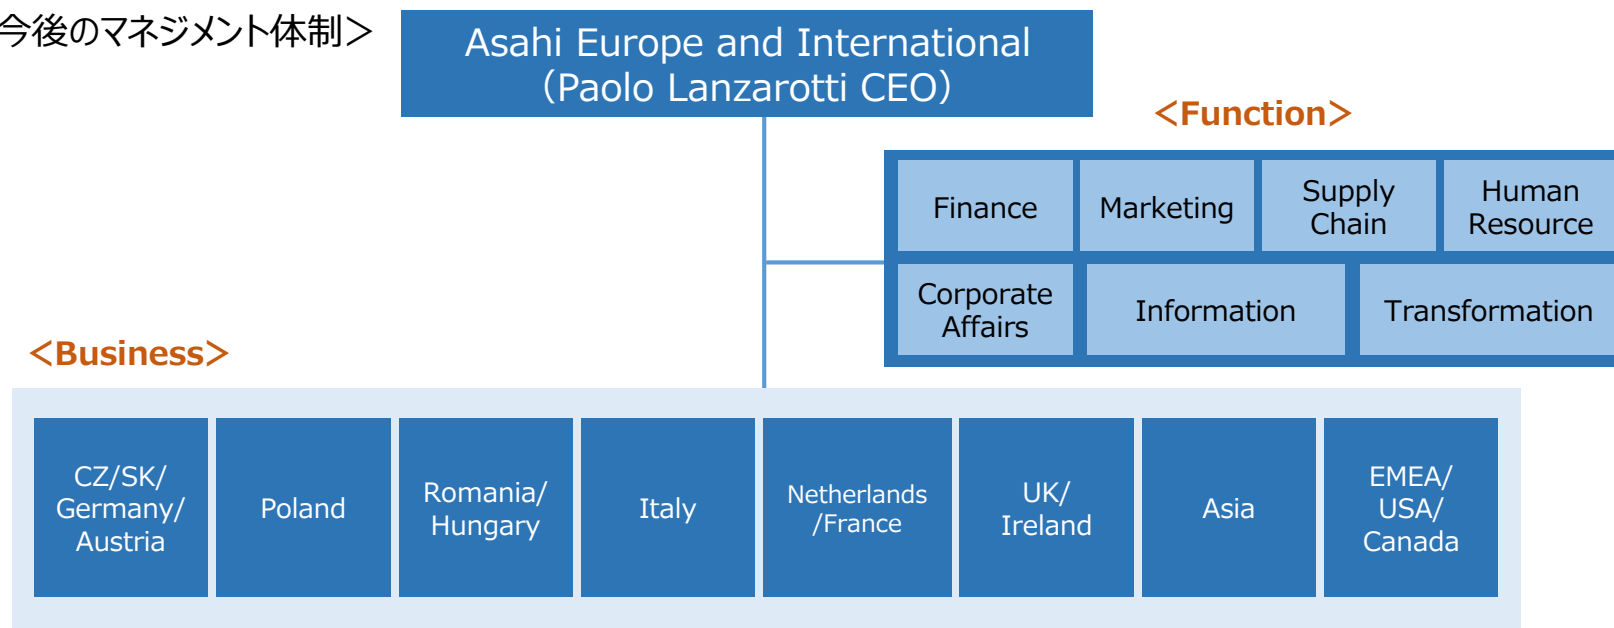 今後のマネジメント体制＞
Asahi Europe and International
（Paolo Lanzarotti CEO）
＜Function＞
Finance
Marketing
Supply
Chain
Human
Resource
Corporate
Affairs
Information
Transformation
＜Business＞
CZ/SK/
Germany/
Austria
Poland
Romania/
Hungary
Italy
Netherlands
/France
UK/
Ireland
Asia
EMEA/
USA/
Canada